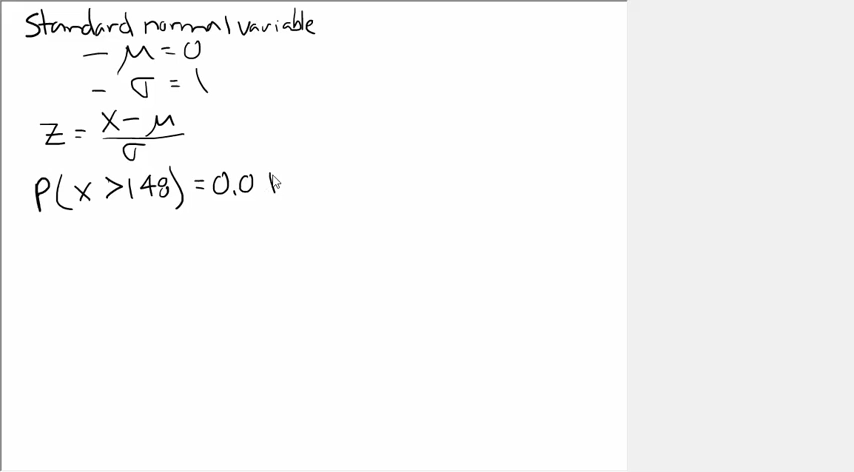 Standard normal variable
- μ = 0
- σ = 1
z = x - μ / σ
P(x > 148) = 0.0